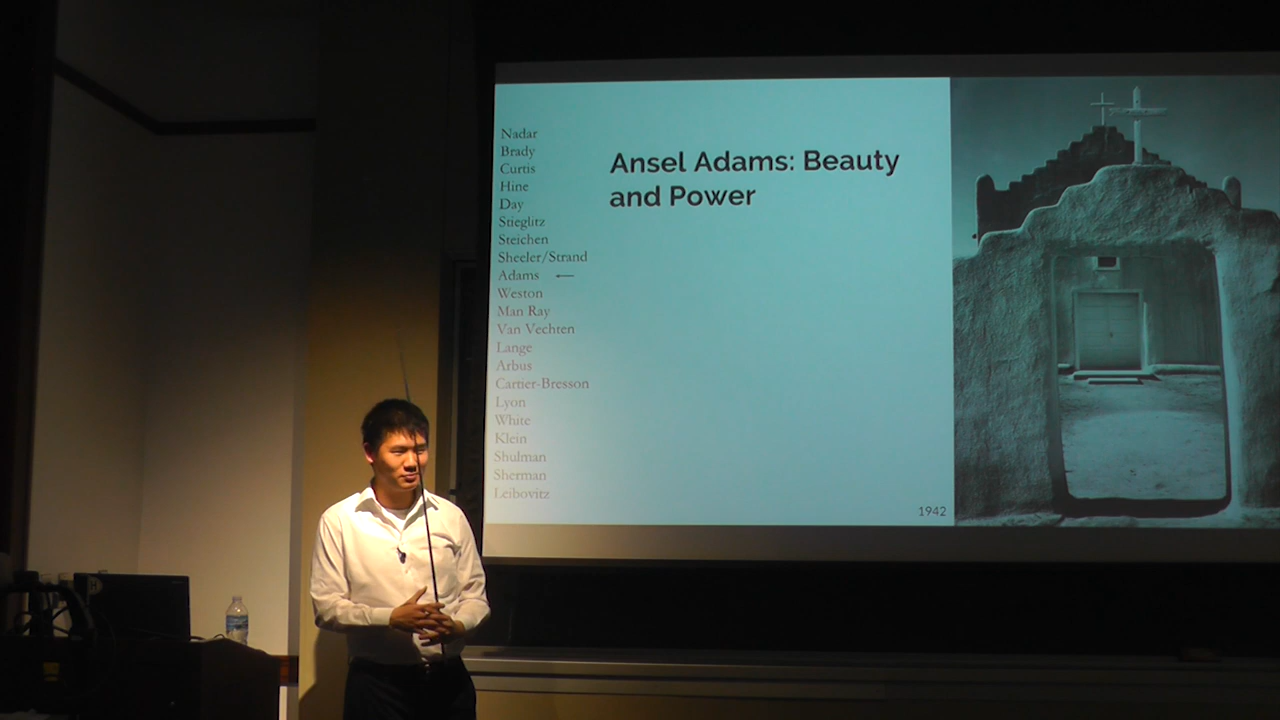 Nadar
Brady
Curtis
Hine
Day
Stieglitz
Steichen
Sheeler/Strand
Adams ←
Weston
Man Ray
Van Vechten
Lange
Arbus
Cartier-Bresson
Lyon
White
Klein
Shulman
Sherman
Leibovitz
Ansel Adams: Beauty
and Power
1942